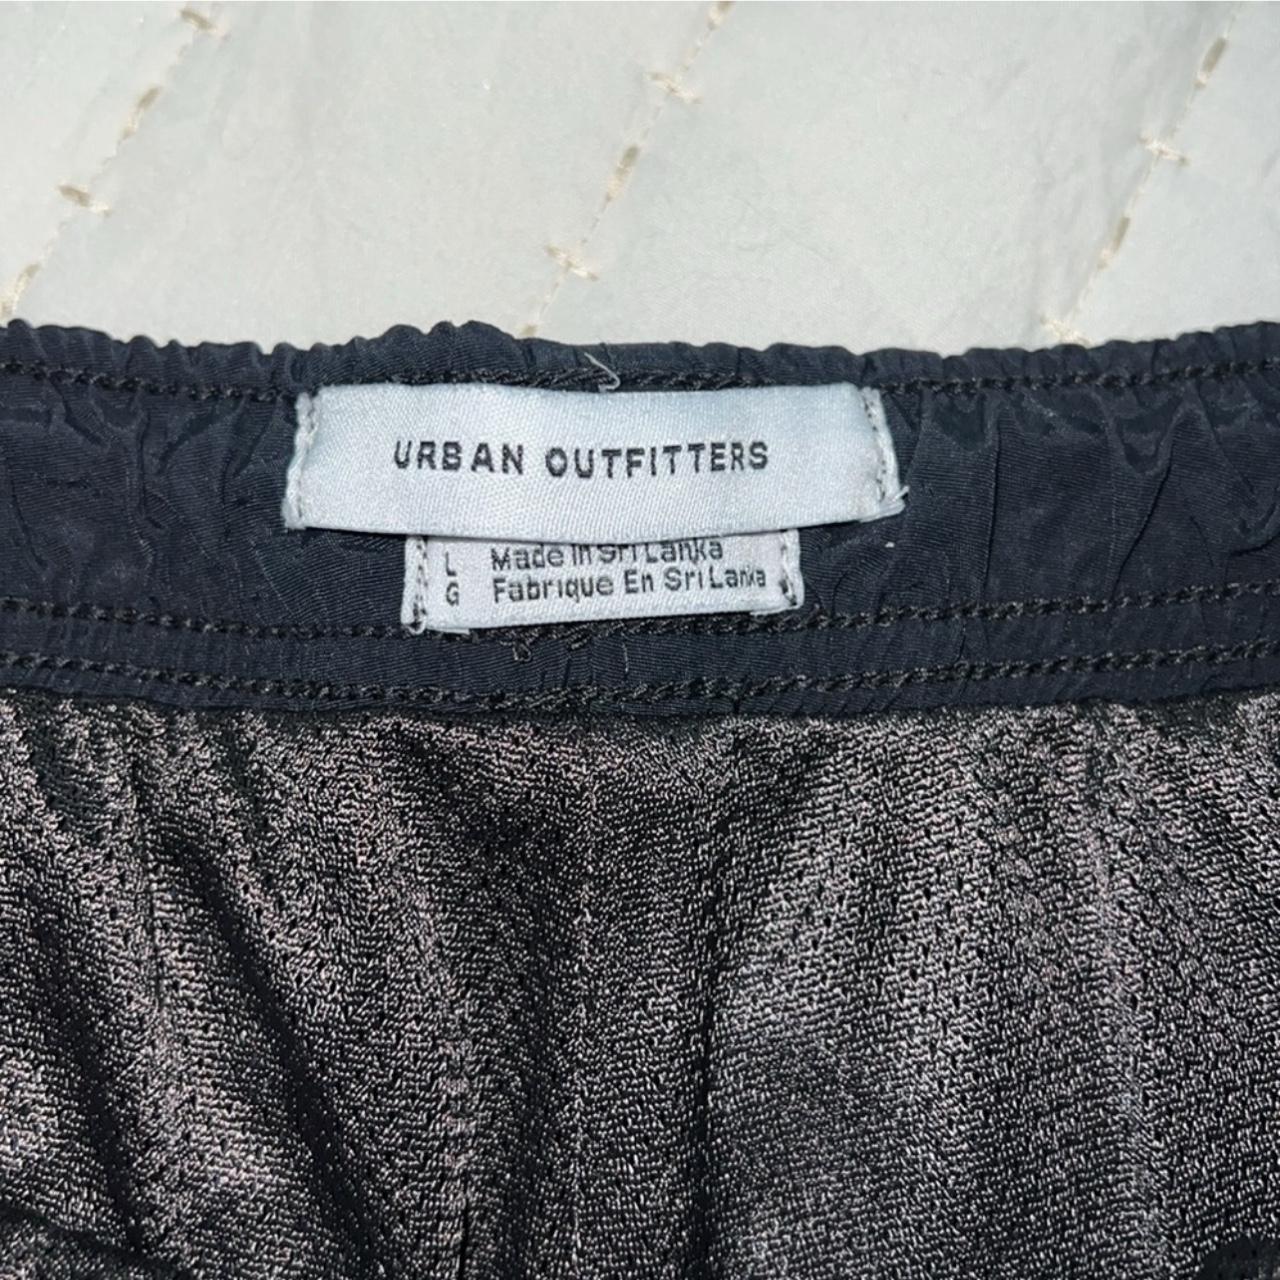 URBAN OUTFITTERS
L Made In Sri Lanka
G Fabrique En Sri Lanka